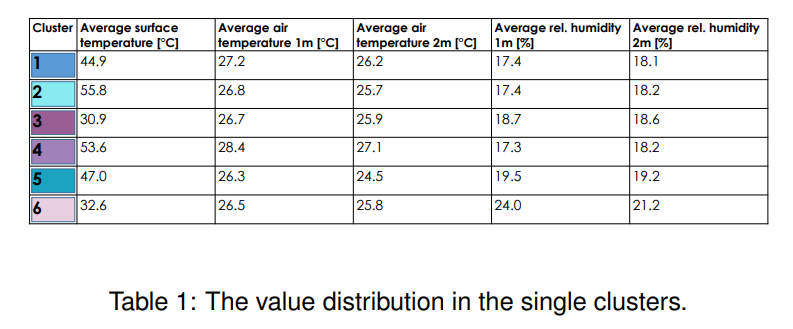 Cluster Average surface temperature [°C] Average air temperature 1m [°C] Average air temperature 2m [°C] Average rel. humidity 1m [%] Average rel. humidity 2m [%]
1 44.9 27.2 26.2 17.4 18.1
2 55.8 26.8 25.7 17.4 18.2
3 30.9 26.7 25.9 18.7 18.6
4 53.6 28.4 27.1 17.3 18.2
5 47.0 26.3 24.5 19.5 19.2
6 32.6 26.5 25.8 24.0 21.2
Table 1: The value distribution in the single clusters.